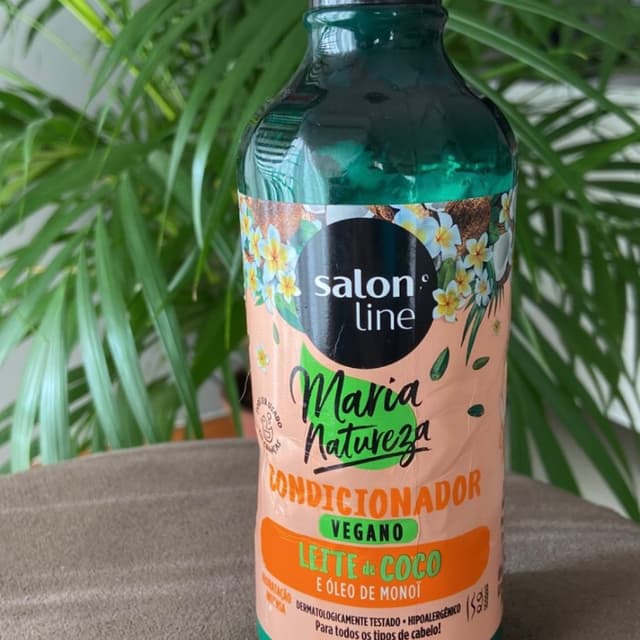 salon
line
Maria
Natureza
CONDICIONADOR
VEGANO
LEITE de COCO
E ÓLEO DE MONOÏ
DERMATOLOGICAMENTE TESTADO • HIPOALERGÊNICO
Para todos os tipos de cabelo!